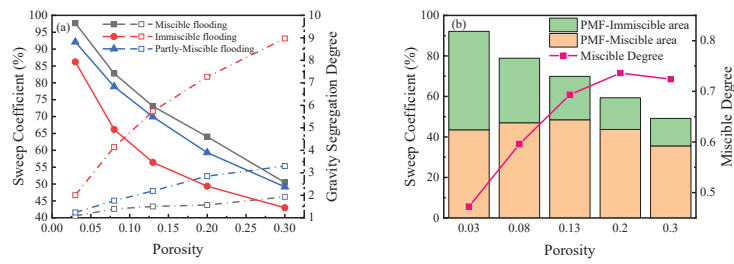 (a)
Miscible flooding
Immiscible flooding
Partly-Miscible flooding
Sweep Coefficient (%)
100
95
90
85
80
75
70
65
60
55
50
45
40
0.00 0.05 0.10 0.15 0.20 0.25 0.30
Porosity
10
9
8
7
6
5
4
3
2
1
Gravity Segregation Degree
(b)
PMF-Immiscible area
PMF-Miscible area
Miscible Degree
Sweep Coefficient (%)
100
80
60
40
20
0
0.03 0.08 0.13 0.2 0.3
Porosity
0.8
0.7
0.6
0.5
Miscible Degree